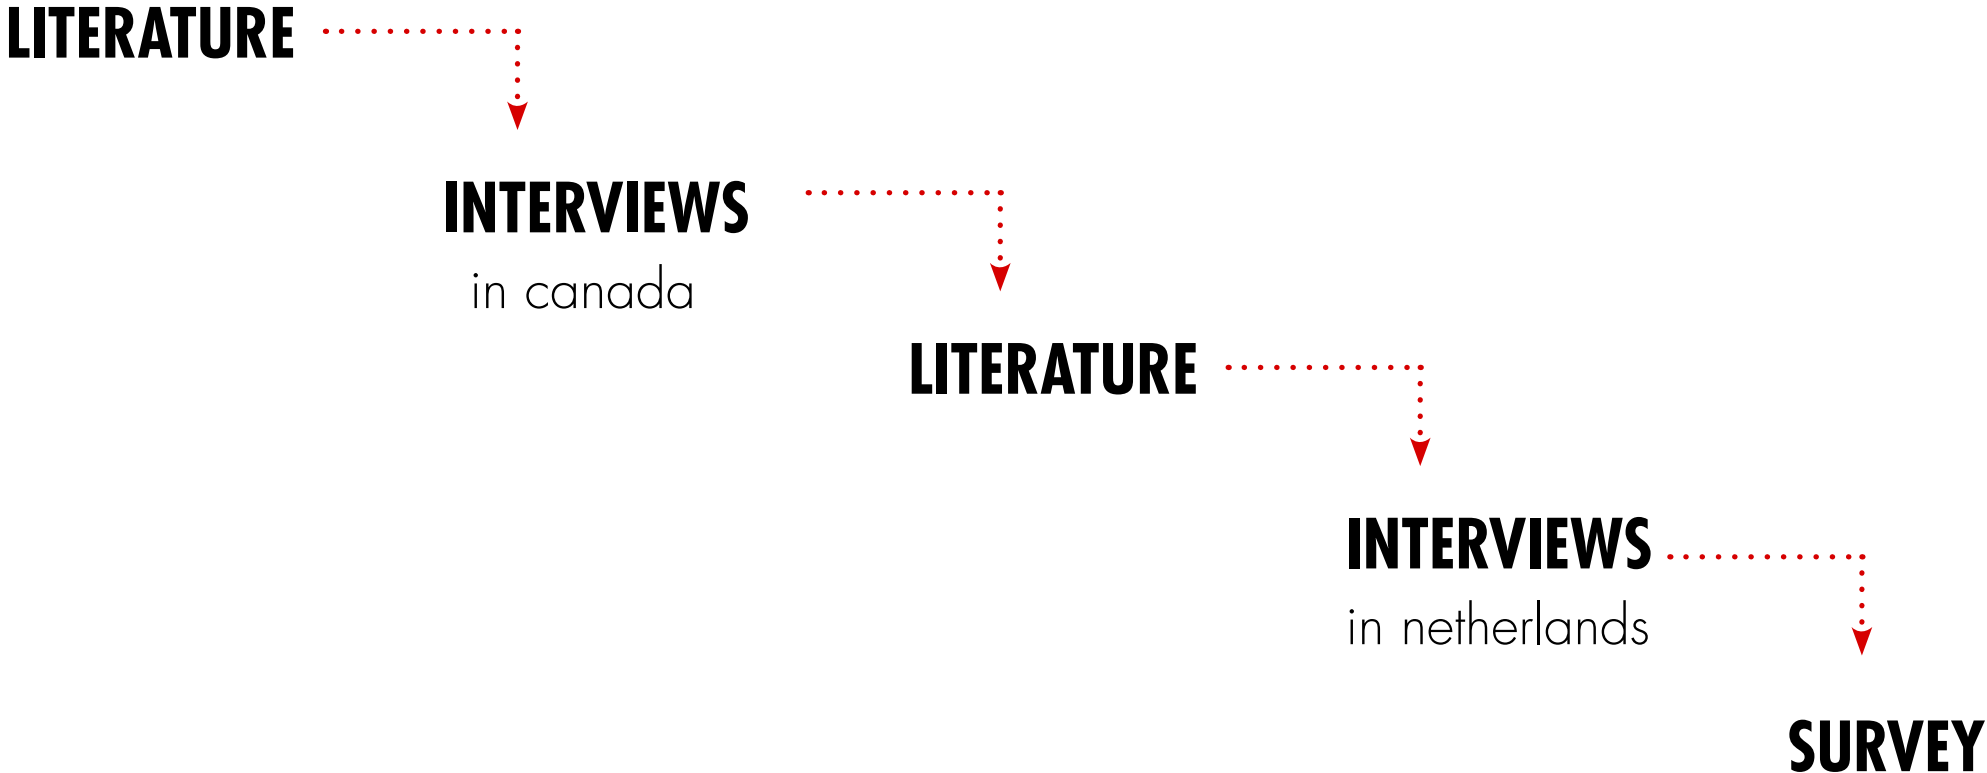 LITERATURE
INTERVIEWS
in canada
LITERATURE
INTERVIEWS
in netherlands
SURVEY